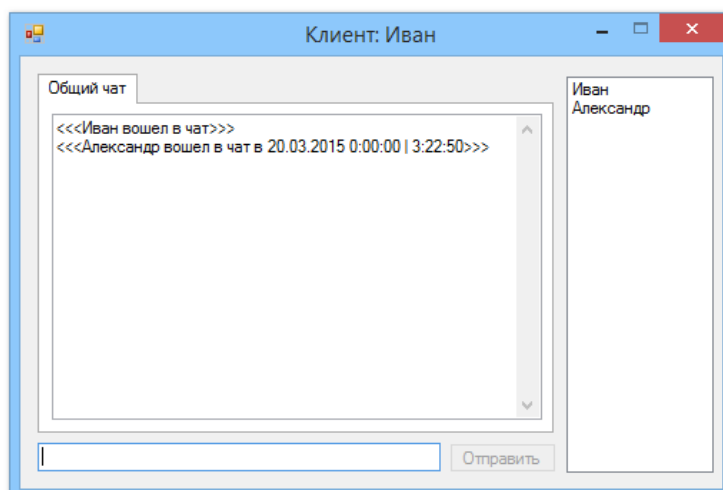 Клиент: Иван
Общий чат
<<<Иван вошел в чат>>>
<<<Александр вошел в чат в 20.03.2015 0:00:00 | 3:22:50>>>
Иван
Александр
Отправить